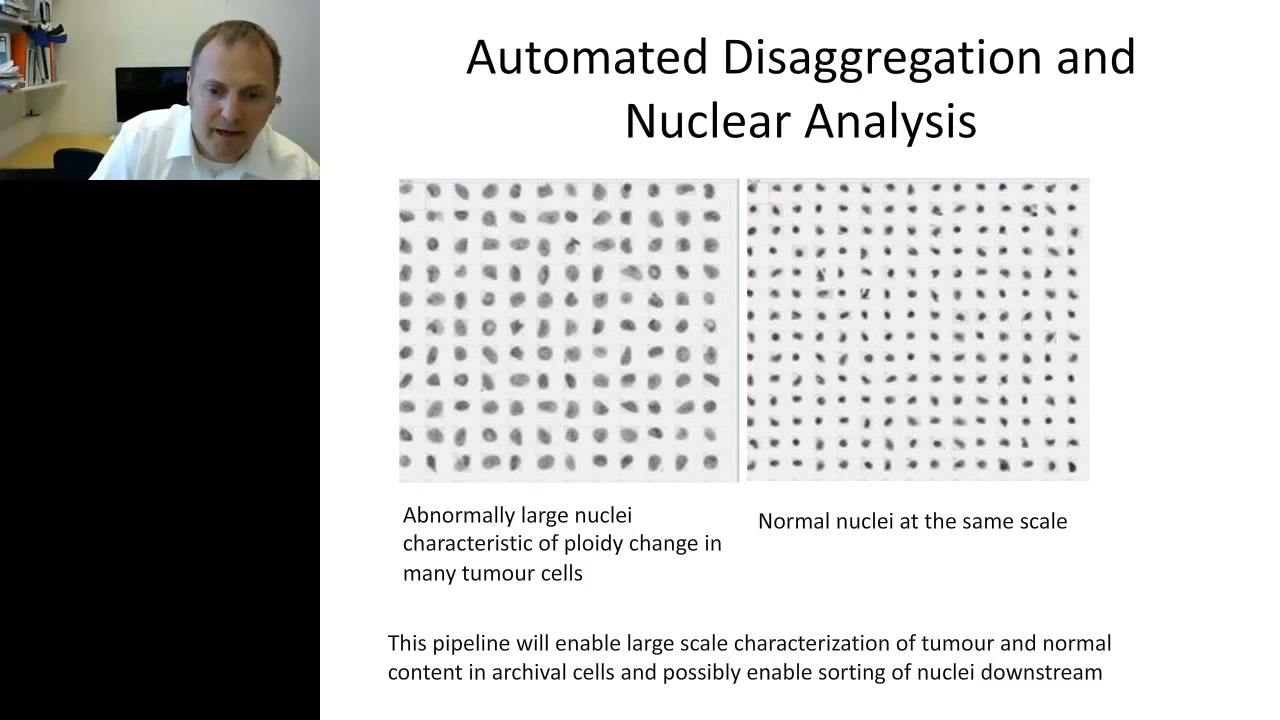 Automated Disaggregation and
Nuclear Analysis
Abnormally large nuclei
characteristic of ploidy change in
many tumour cells
Normal nuclei at the same scale
This pipeline will enable large scale characterization of tumour and normal
content in archival cells and possibly enable sorting of nuclei downstream